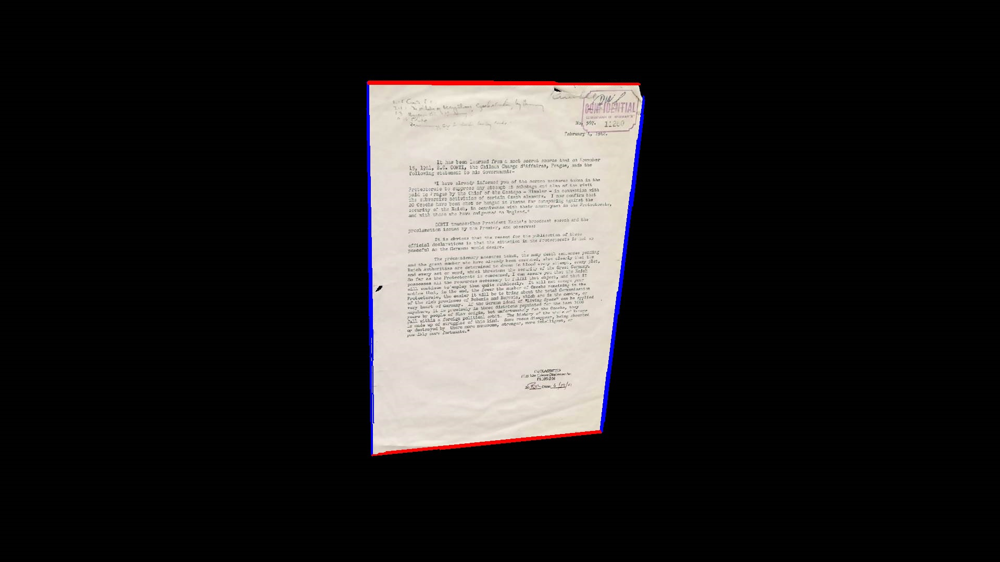 CONFIDENTIAL
No. 567. 11260
February 4, 1942.
It has been learned from a most secret source that on November
15, 1941, E.G. CONTI, the Chilean Charge d'Affaires, Prague, made the
following statement to his Government:-
"I have already informed you of the severe measures taken in the
Protectorate to suppress any attempt at sabotage and also of the visit
paid to Prague by the Chief of the Gestapo - Himmler - in connection with
the subversive activities of certain Czech elements. I now confirm that
20 Czechs have been shot or hanged in Vienna for conspiring against the
security of the Reich, in connivance with their countrymen in the Protectorate,
and with those who have emigrated to England."
CONTI transcribes President Hacha's broadcast speech and the
proclamation issued by the Premier, and observes:
It is obvious that the reason for the publication of these
official declarations is that the situation in the Protectorate is not so
peaceful as the Germans would desire.
The precautionary measures taken, the many death sentences pending
and the great number who have already been executed, show clearly that the
Reich Authorities are determined to drown in blood every attempt, every plot,
and every act or word, which threatens the security of the Great Germany.
So far as the Protectorate is concerned, I can assure you that the Reich
possesses all the resources necessary to fulfil that object, and that it
will continue to employ them quite ruthlessly. It will not escape your
notice that, in the end, the fewer the number of Czechs remaining in the
Protectorate, the easier it will be to bring about the total Germanisation
of the rich provinces of Bohemia and Moravia, which are in the centre, or
very heart of Germany. If the German ideal of "Living Space" can be applied
anywhere, it is precisely in those districts populated for the last 1000
years by people of Slav origin, but unfortunately for the Czechs, they
fall within a foreign political orbit. The history of the whole of Europe
is made up of struggles of this kind. Some races disappear, being absorbed
or destroyed by there more numerous, stronger, more intelligent, or
possibly more fortunate."
DECLASSIFIED
War Crimes Disclosure Act
PL 105-246
Date